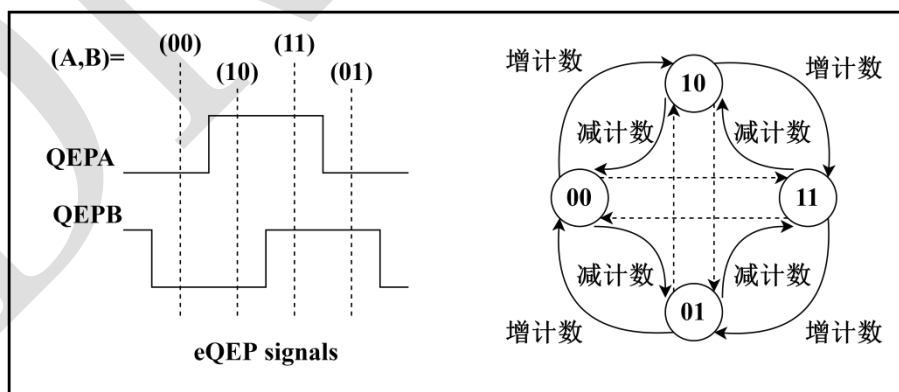 (A,B)=
(00)
(10)
(11)
(01)
QEPA
QEPB
eQEP signals
增计数
10
增计数
减计数
减计数
00
11
减计数
减计数
01
增计数
增计数